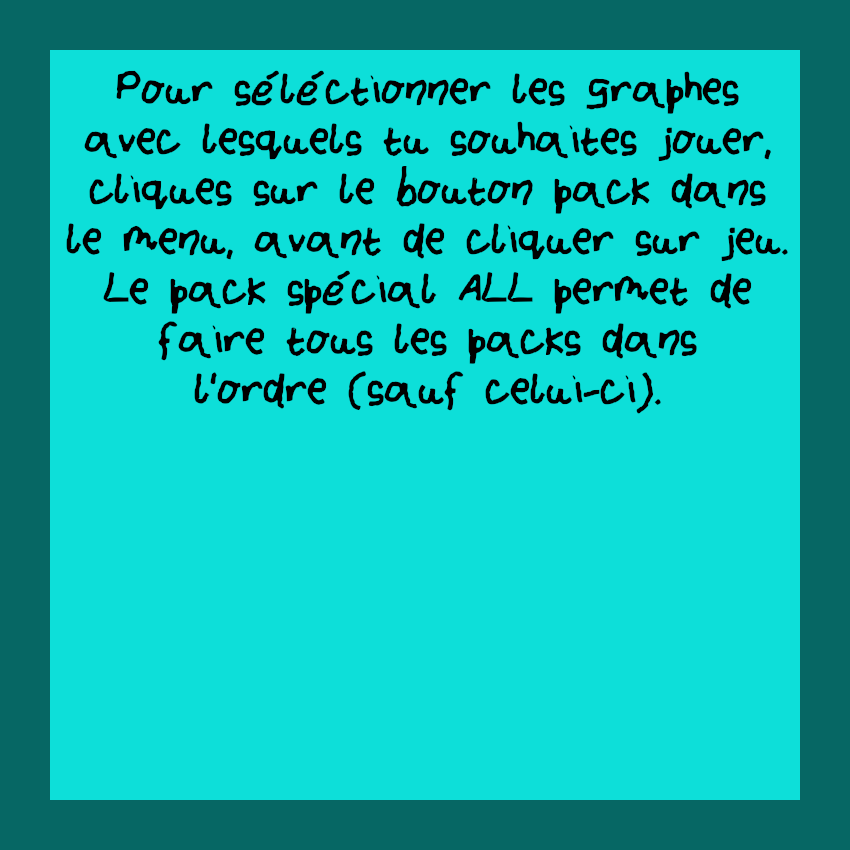 Pour séléctionner les graphes
avec lesquels tu souhaites jouer,
cliques sur le bouton pack dans
le menu, avant de cliquer sur jeu.
Le pack spécial ALL permet de
faire tous les packs dans
l'ordre (sauf celui-ci).